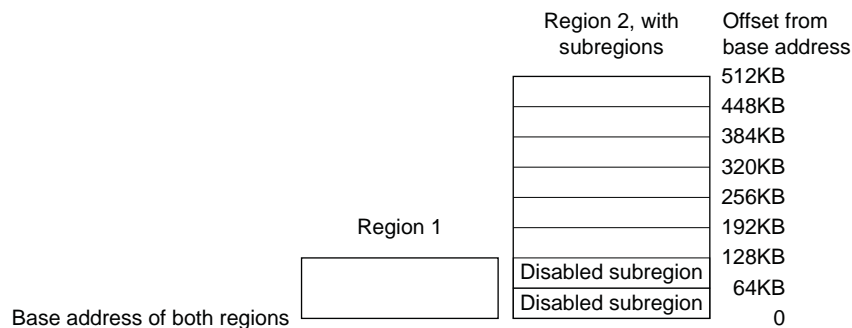 Region 2, with
subregions
Offset from
base address
512KB
448KB
384KB
320KB
256KB
192KB
Region 1
128KB
Disabled subregion
64KB
Disabled subregion
Base address of both regions
0